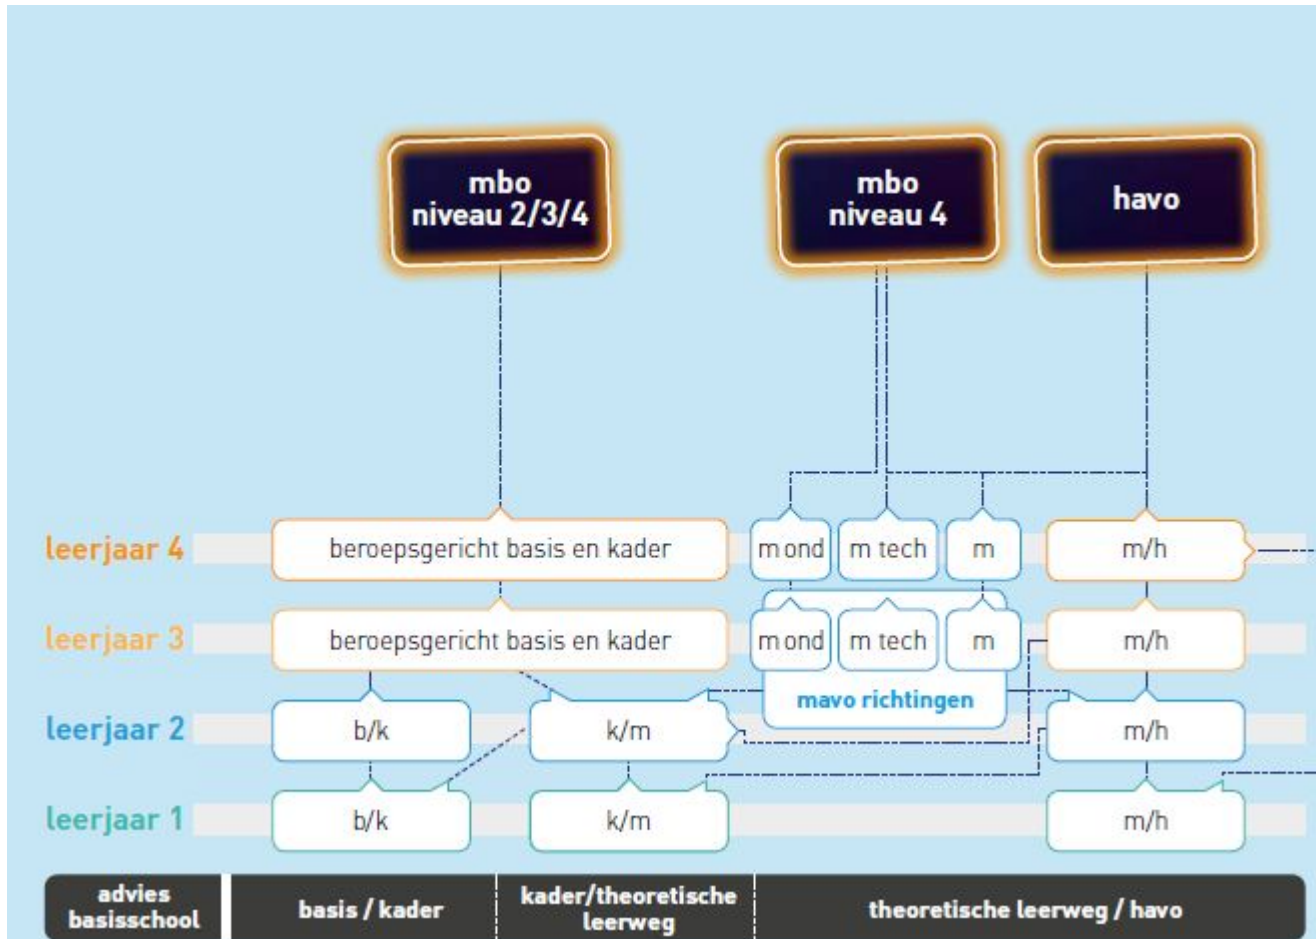 mbo
niveau 2/3/4
mbo
niveau 4
havo
leerjaar 4
beroepsgericht basis en kader
m ond
m tech
m
m/h
leerjaar 3
beroepsgericht basis en kader
m ond
m tech
m
m/h
mavo richtingen
leerjaar 2
b/k
k/m
m/h
leerjaar 1
b/k
k/m
m/h
advies
basisschool
basis / kader
kader/theoretische
leerweg
theoretische leerweg / havo